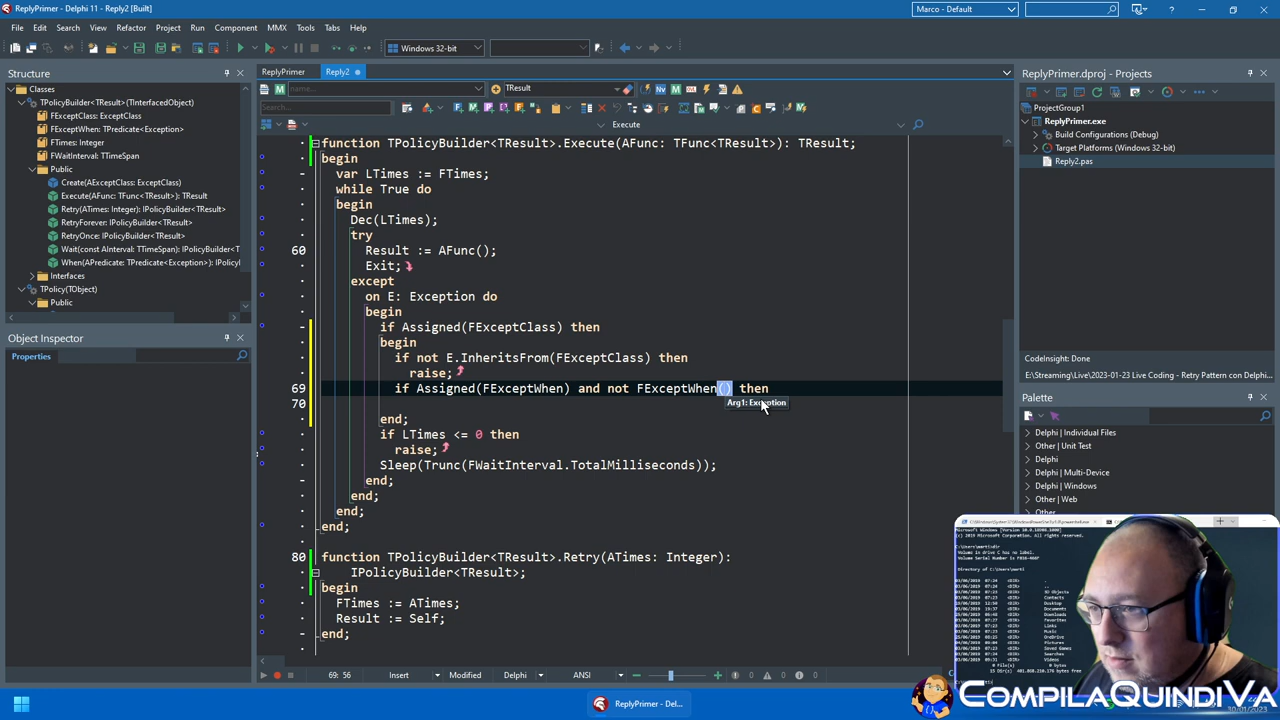 ReplyPrimer - Delphi 11 - Reply2 [Built]
Marco - Default
File Edit Search View Refactor Project Run Component MMX Tools Tabs Help
Windows 32-bit
Structure
Classes
TPolicyBuilder<TResult>(TInterfacedObject)
FExceptClass: ExceptClass
FExceptWhen: TPredicate<Exception>
FTimes: Integer
FWaitInterval: TTimeSpan
Public
Create(AExceptClass: ExceptClass)
Execute(AFunc: TFunc<TResult>): TResult
Retry(ATimes: Integer): IPolicyBuilder<TResult>
RetryForever: IPolicyBuilder<TResult>
RetryOnce: IPolicyBuilder<TResult>
Wait(const AInterval: TTimeSpan): IPolicyBuilder<T
When(APredicate: TPredicate<Exception>): IPolicyl
Interfaces
TPolicy(TObject)
Public
Object Inspector
Properties
ReplyPrimer Reply2
name...
TResult
Search...
Execute
function TPolicyBuilder<TResult>.Execute(AFunc: TFunc<TResult>): TResult;
begin
var LTimes := FTimes;
while True do
begin
Dec(LTimes);
try
60 Result := AFunc();
Exit;
except
on E: Exception do
begin
if Assigned(FExceptClass) then
begin
if not E.InheritsFrom(FExceptClass) then
raise;
69 if Assigned(FExceptWhen) and not FExceptWhen() then
70 Arg1: Exception
end;
if LTimes <= 0 then
raise;
Sleep(Trunc(FWaitInterval.TotalMilliseconds));
end;
end;
end;
end;
function TPolicyBuilder<TResult>.Retry(ATimes: Integer):
IPolicyBuilder<TResult>;
begin
FTimes := ATimes;
Result := Self;
end;
Insert Modified Delphi All 0 0 0
ReplyPrimer.dproj - Projects
ProjectGroup1
ReplyPrimer.exe
Build Configurations (Debug)
Target Platforms (Windows 32-bit)
Reply2.pas
CodeInsight: Done
E:\Streaming\Live\2023-01-23 Live Coding - Retry Pattern con Delphi...
Palette
Delphi | Individual Files
Other | Unit Test
Delphi
Delphi | Multi-Device
Delphi | Windows
Other | Web
Other
ReplyPrimer - Del...
COMPILAQUINDIVA
30/01/2023